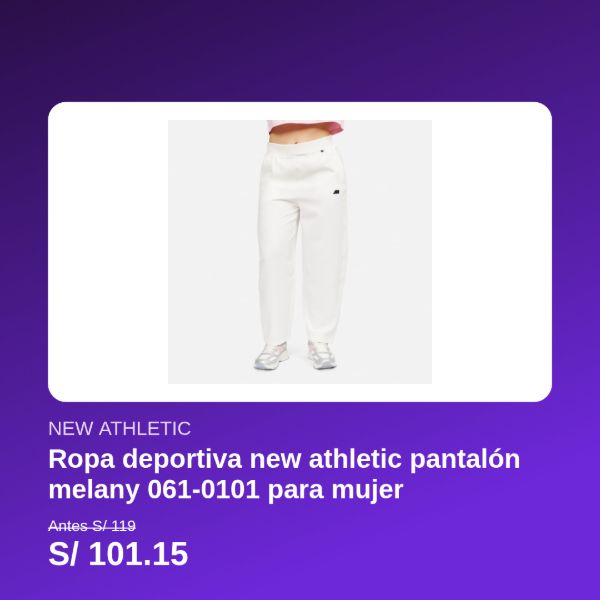 NEW ATHLETIC
Ropa deportiva new athletic pantalón
melany 061-0101 para mujer
Antes S/ 119
S/ 101.15